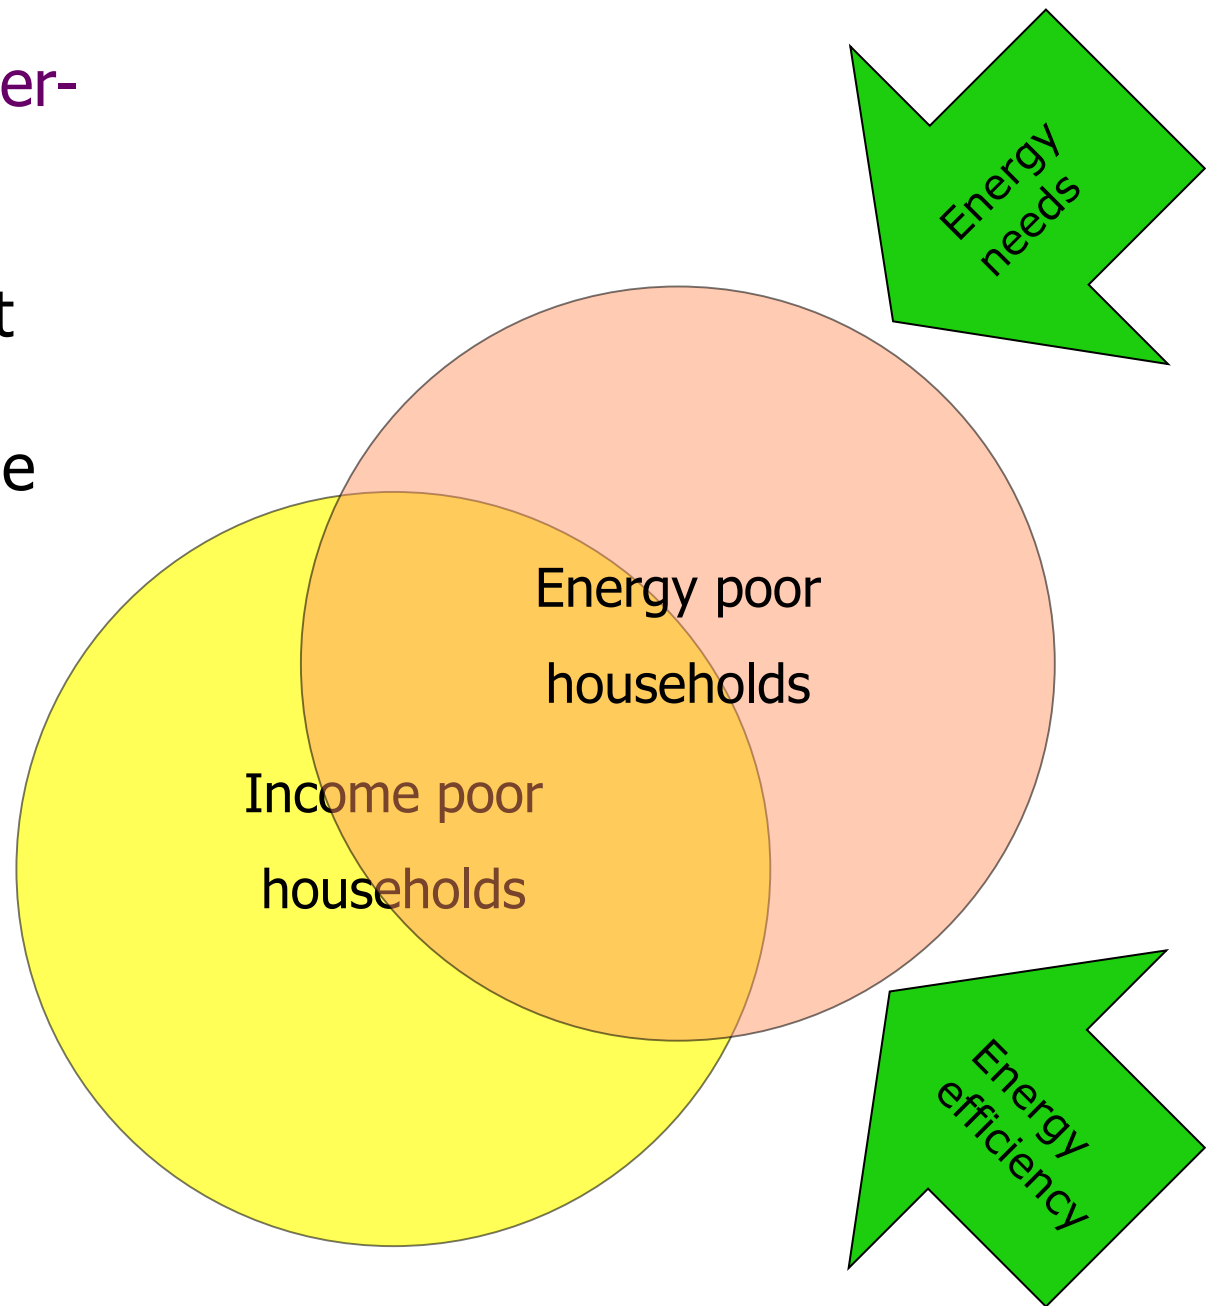 er-
t
e
Energy
needs
Energy poor
households
Income poor
households
Energy
efficiency